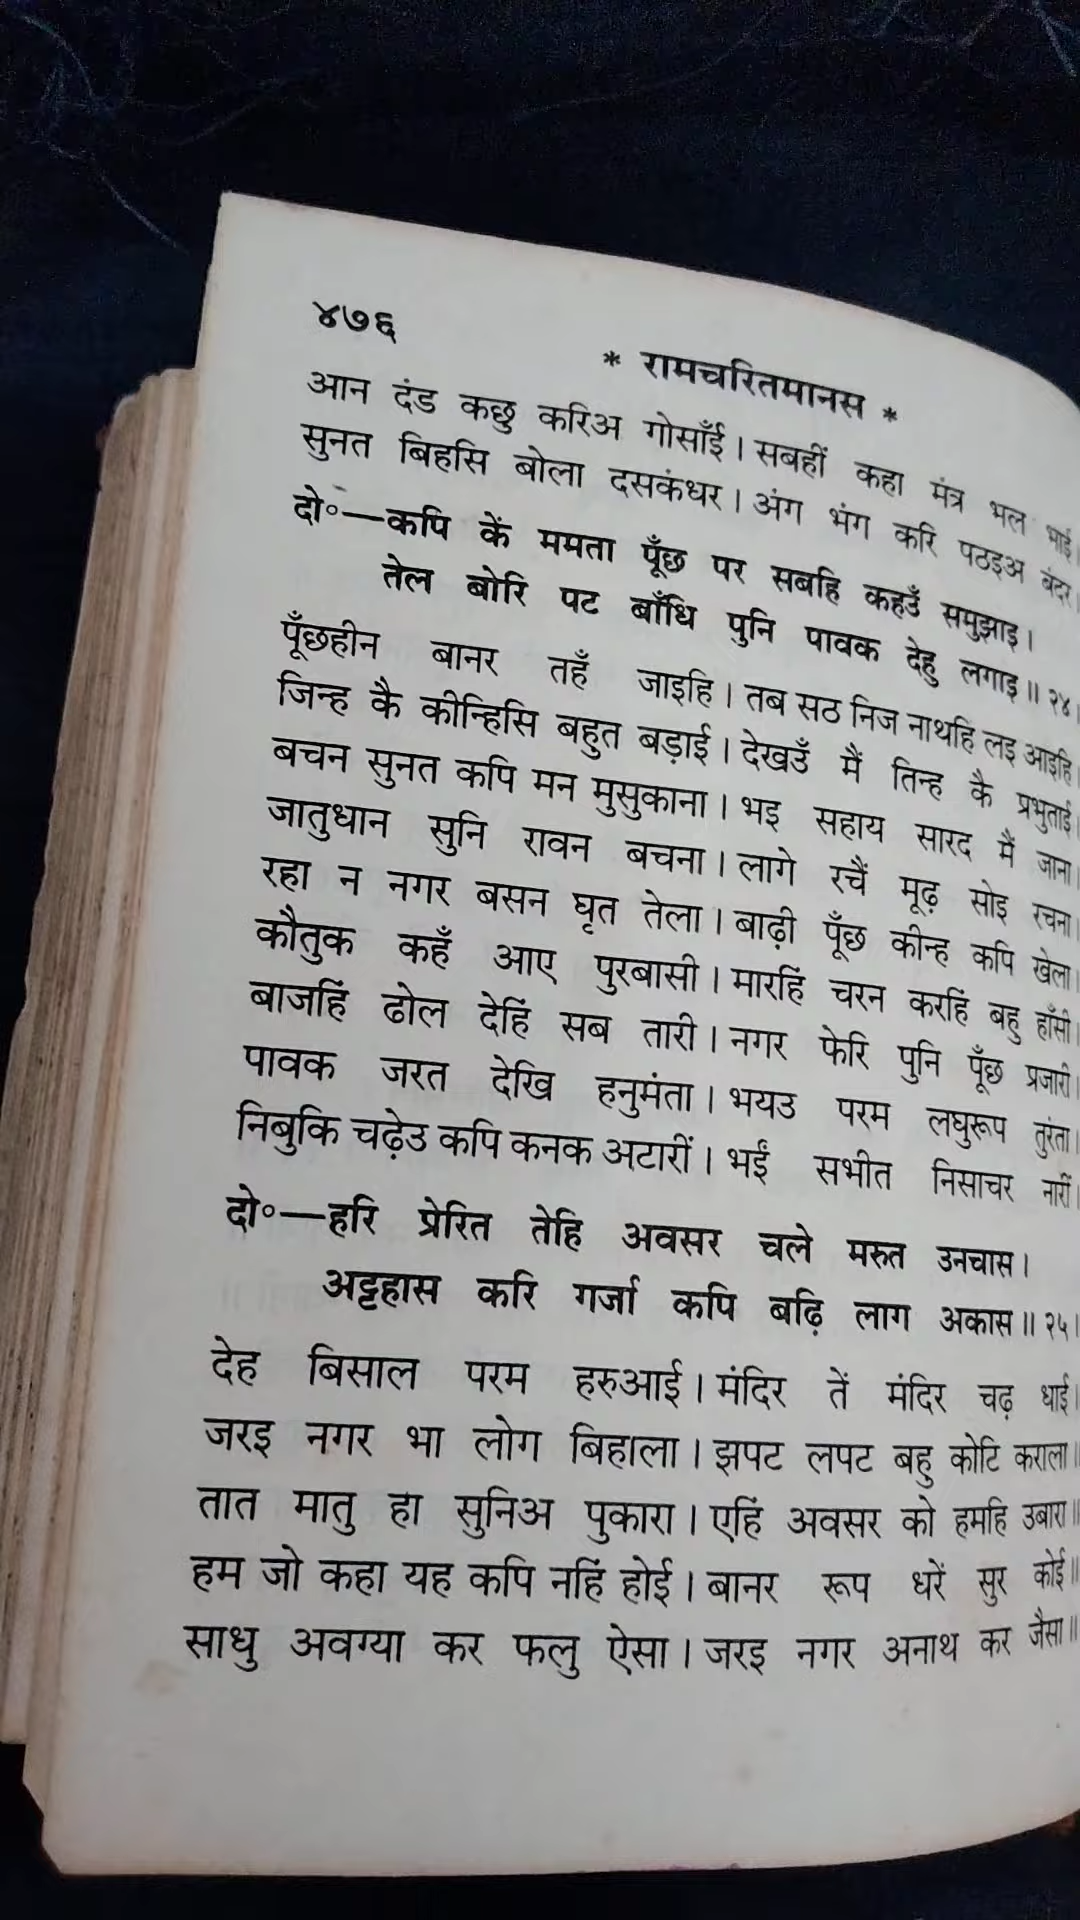 ४७६
* रामचरितमानस *
आन दंड कछु करिअ गोसाँई। सबहीं कहा मंत्र भल भाई।
सुनत बिहसि बोला दसकंधर। अंग भंग करि पठइअ बंदर।
दो०—कपि कें ममता पूँछ पर सबहि कहउँ समुझाइ।
तेल बोरि पट बाँधि पुनि पावक देहु लगाइ॥ २४।
पूँछहीन बानर तहँ जाइहि। तब सठ निज नाथहि लइ आइहि।
जिन्ह कै कीन्हिसि बहुत बड़ाई। देखउँ मैं तिन्ह कै प्रभुताई।
बचन सुनत कपि मन मुसुकाना। भइ सहाय सारद मैं जाना।
जातुधान सुनि रावन बचना। लागे रचैं मूढ़ सोइ रचना।
रहा न नगर बसन घृत तेला। बाढ़ी पूँछ कीन्ह कपि खेला।
कौतुक कहँ आए पुरबासी। मारहिं चरन करहिं बहु हाँसी।
बाजहिं ढोल देहिं सब तारी। नगर फेरि पुनि पूँछ प्रजारी।
पावक जरत देखि हनुमंता। भयउ परम लघुरूप तुरंता।
निबुकि चढ़ेउ कपि कनक अटारीं। भईं सभीत निसाचर नारीं।
दो०—हरि प्रेरित तेहि अवसर चले मरुत उनचास।
अट्टहास करि गर्जा कपि बढ़ि लाग अकास॥ २५।
देह बिसाल परम हरुआई। मंदिर तें मंदिर चढ़ धाई।
जरइ नगर भा लोग बिहाला। झपट लपट बहु कोटि कराला॥
तात मातु हा सुनिअ पुकारा। एहिं अवसर को हमहि उबारा॥
हम जो कहा यह कपि नहिं होई। बानर रूप धरें सुर कोई॥
साधु अवग्या कर फलु ऐसा। जरइ नगर अनाथ कर जैसा॥